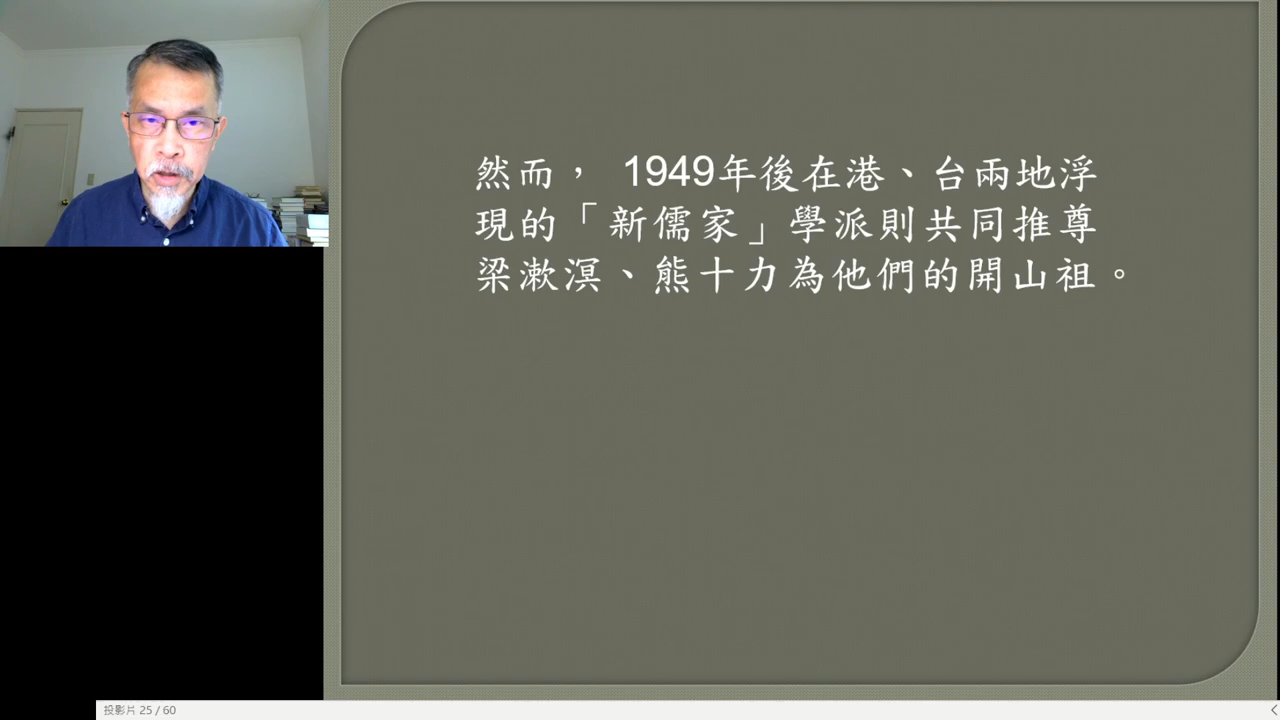 然而， 1949年後在港、台兩地浮
現的「新儒家」學派則共同推尊
梁漱溟、熊十力為他們的開山祖。
投影片 25 / 60